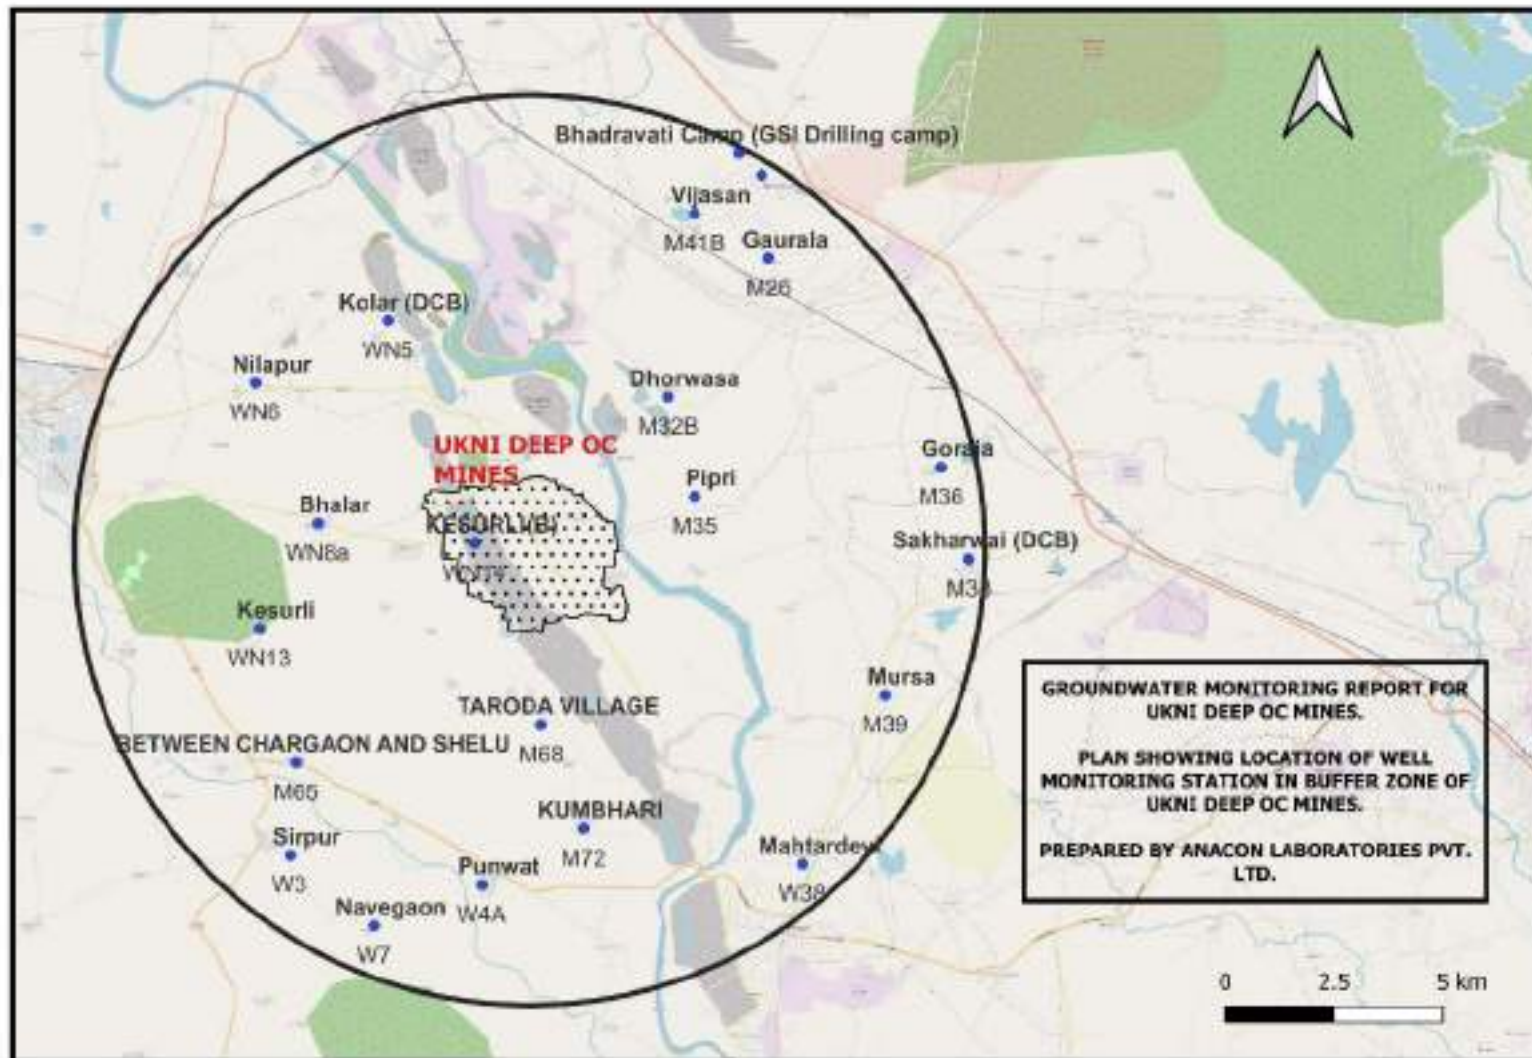 Bhadravati Camp (GSI Drilling camp)
Vijasan
M41B
Gaurala
M26
Kolar (DCB)
WN5
Nilapur
WN6
Dhorwasa
M32B
UKNI DEEP OC
MINES
Goraja
M36
Pipri
M35
Bhalar
WN8a
KESURLI(B)
Sakharwai (DCB)
Kesurli
WN13
Mursa
M39
TARODA VILLAGE
M68
BETWEEN CHARGAON AND SHELU
M65
KUMBHARI
M72
Sirpur
W3
Punwat
W4A
Mahtardevi
W38
Navegaon
W7
GROUNDWATER MONITORING REPORT FOR
UKNI DEEP OC MINES.
PLAN SHOWING LOCATION OF WELL
MONITORING STATION IN BUFFER ZONE OF
UKNI DEEP OC MINES.
PREPARED BY ANACON LABORATORIES PVT.
LTD.
0 2.5 5 km